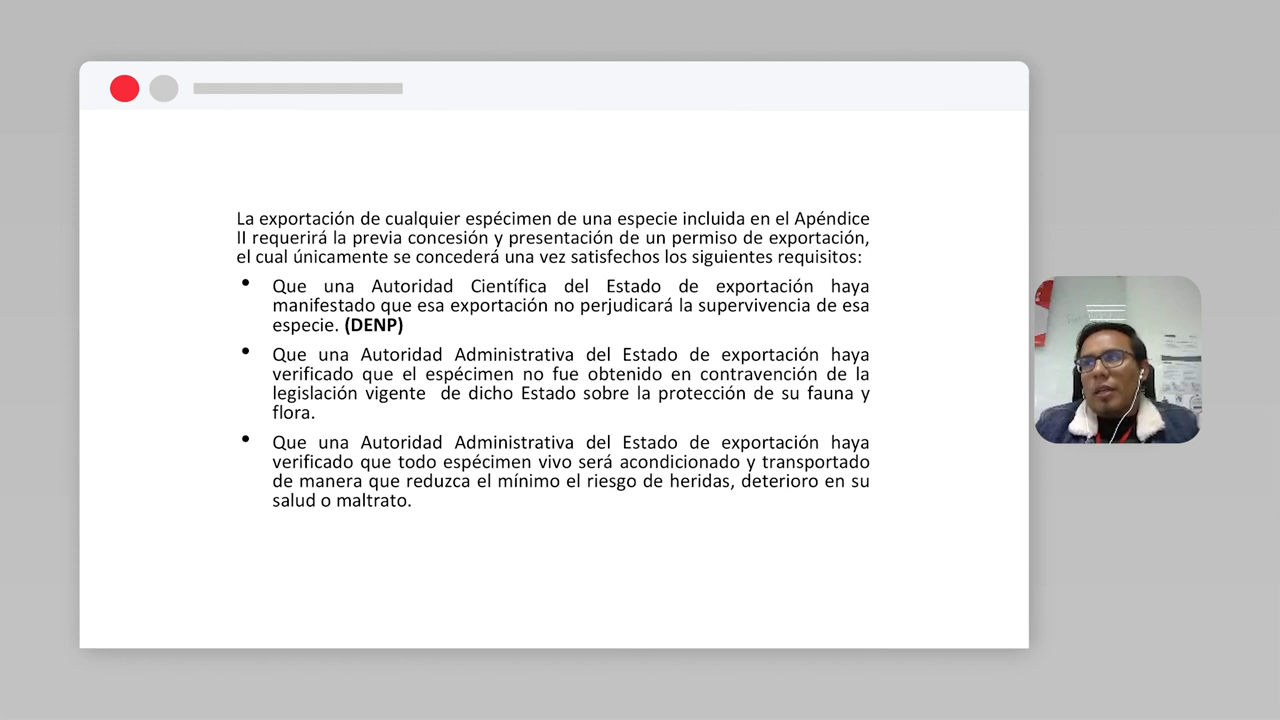 La exportación de cualquier espécimen de una especie incluida en el Apéndice
II requerirá la previa concesión y presentación de un permiso de exportación,
el cual únicamente se concederá una vez satisfechos los siguientes requisitos:
• Que una Autoridad Científica del Estado de exportación haya
manifestado que esa exportación no perjudicará la supervivencia de esa
especie. (DENP)
• Que una Autoridad Administrativa del Estado de exportación haya
verificado que el espécimen no fue obtenido en contravención de la
legislación vigente de dicho Estado sobre la protección de su fauna y
flora.
• Que una Autoridad Administrativa del Estado de exportación haya
verificado que todo espécimen vivo será acondicionado y transportado
de manera que reduzca el mínimo el riesgo de heridas, deterioro en su
salud o maltrato.